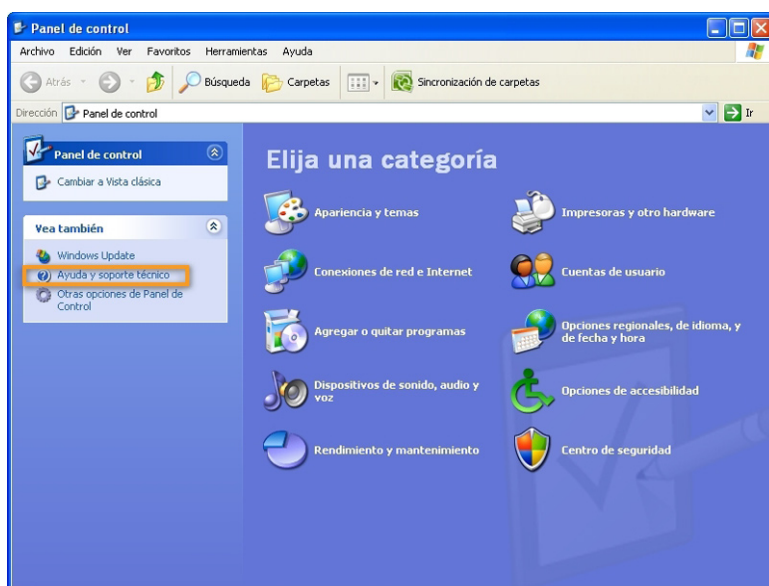 Panel de control
Archivo Edición Ver Favoritos Herramientas Ayuda
Atrás Búsqueda Carpetas Sincronización de carpetas
Dirección Panel de control Ir
Panel de control
Cambiar a Vista clásica
Vea también
Windows Update
Ayuda y soporte técnico
Otras opciones de Panel de
Control
Elija una categoría
Apariencia y temas
Impresoras y otro hardware
Conexiones de red e Internet
Cuentas de usuario
Agregar o quitar programas
Opciones regionales, de idioma, y
de fecha y hora
Dispositivos de sonido, audio y
voz
Opciones de accesibilidad
Rendimiento y mantenimiento
Centro de seguridad